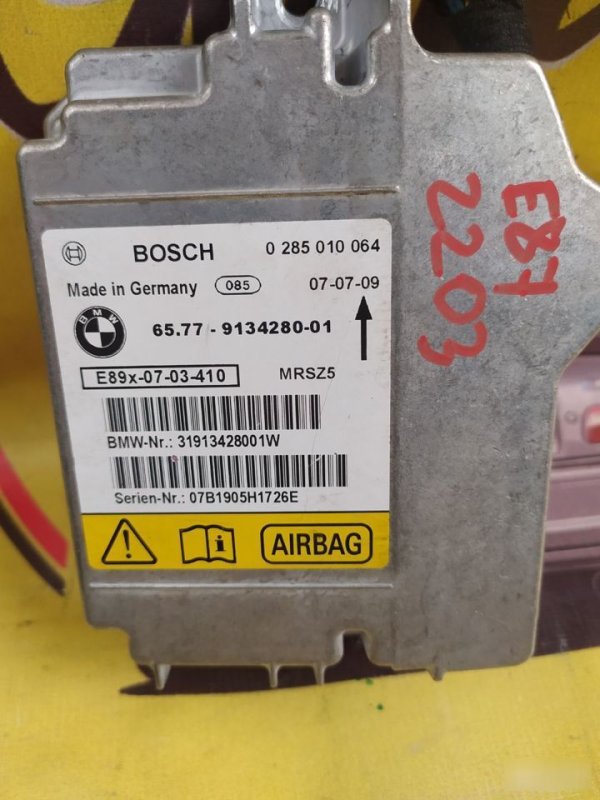 BOSCH 0 285 010 064
Made in Germany 085 07-07-09
BMW 65.77 - 9134280-01
E89x-07-03-410 MRSZ5
BMW-Nr.: 31913428001W
Serien-Nr.: 07B1905H1726E
AIRBAG
E87
2203